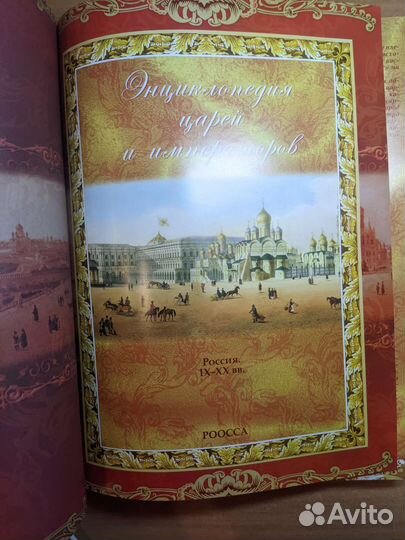 Энциклопедия
царей
и императоров
Россия.
IX–XX вв.
РООССА
Avito